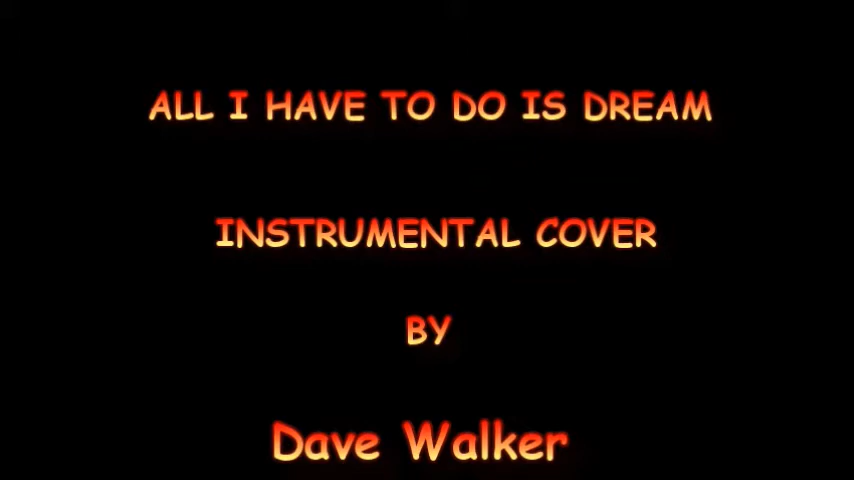 ALL I HAVE TO DO IS DREAM
INSTRUMENTAL COVER
BY
Dave Walker